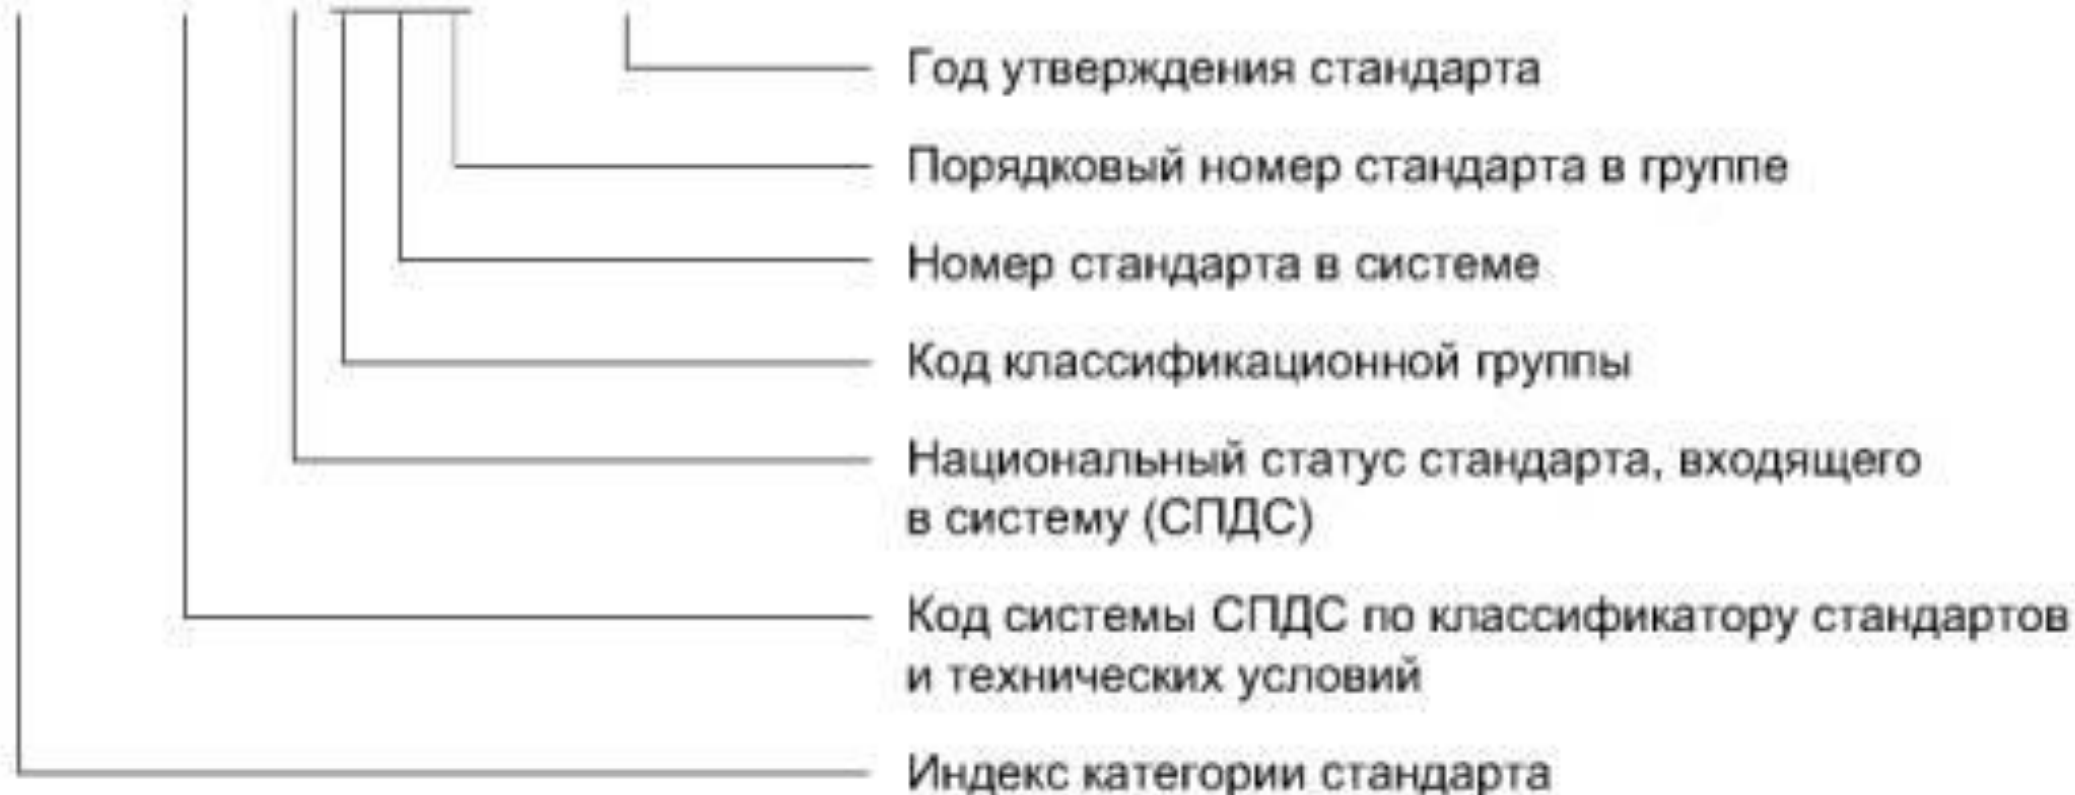 Год утверждения стандарта
Порядковый номер стандарта в группе
Номер стандарта в системе
Код классификационной группы
Национальный статус стандарта, входящего
в систему (СПДС)
Код системы СПДС по классификатору стандартов
и технических условий
Индекс категории стандарта